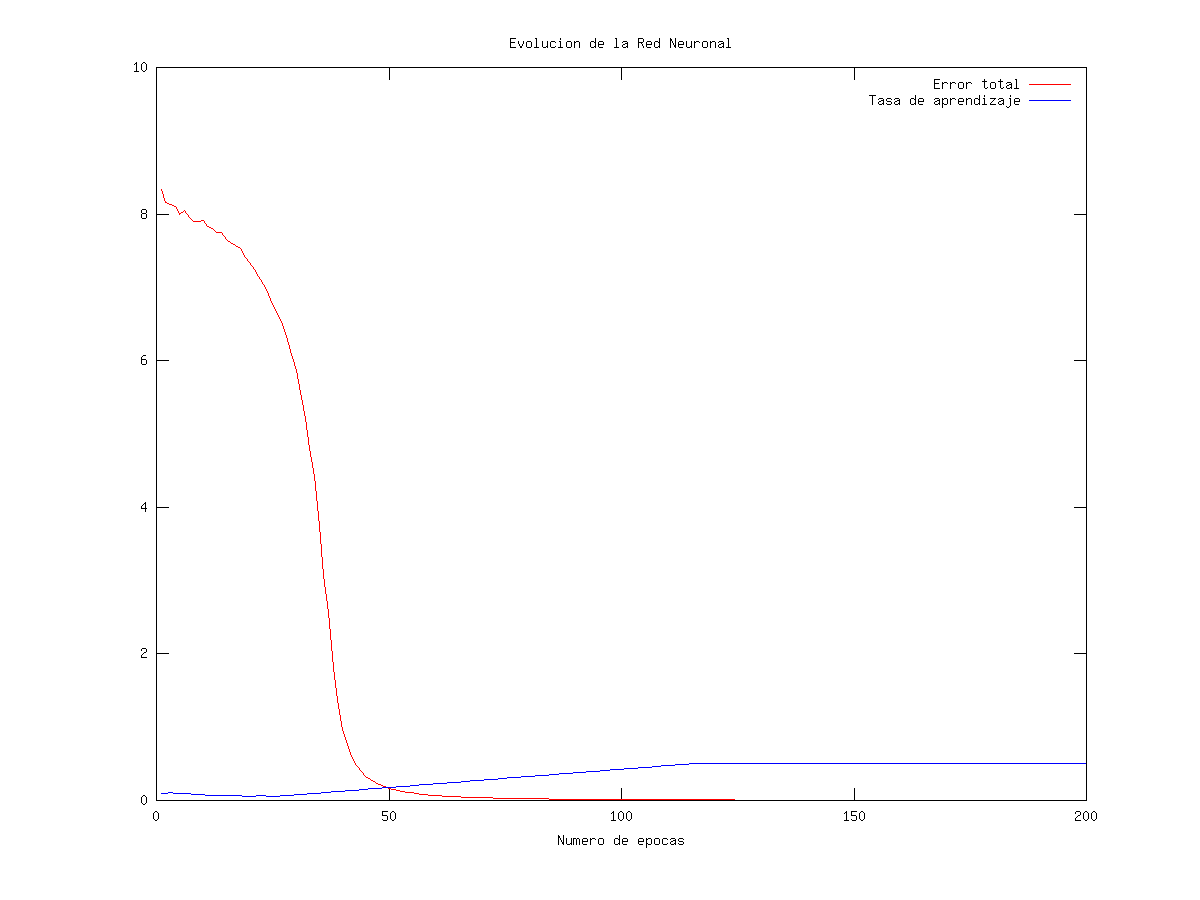 Evolucion de la Red Neuronal
10
Error total
Tasa de aprendizaje
8
6
4
2
0
0 50 100 150 200
Numero de epocas